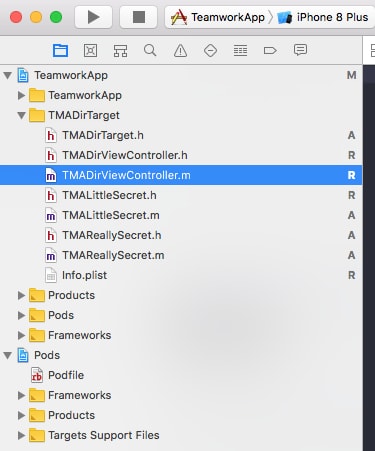 TeamworkApp iPhone 8 Plus
TeamworkApp M
TeamworkApp
TMADirTarget
h TMADirTarget.h A
h TMADirViewController.h R
m TMADirViewController.m R
h TMALittleSecret.h R
m TMALittleSecret.m A
h TMAReallySecret.h A
m TMAReallySecret.m A
Info.plist R
Products
Pods
Frameworks
Pods
rb Podfile
Frameworks
Products
Targets Support Files